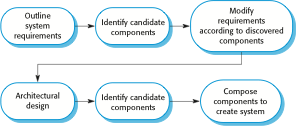 Outline
system
requirements
Identify candidate
components
Modify
requirements
according to discovered
components
Architectural
design
Identify candidate
components
Compose
components to
create system